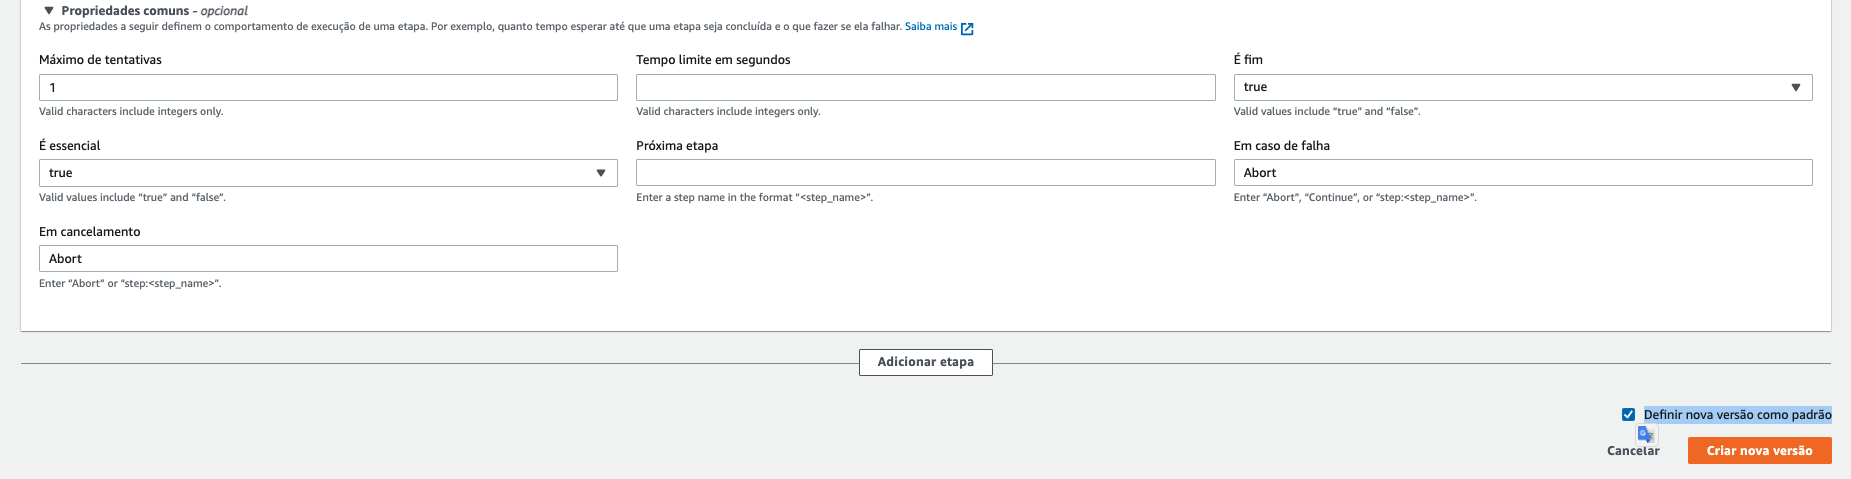 ▼ Propriedades comuns - opcional
As propriedades a seguir definem o comportamento de execução de uma etapa. Por exemplo, quanto tempo esperar até que uma etapa seja concluída e o que fazer se ela falhar. Saiba mais
Máximo de tentativas
1
Valid characters include integers only.
Tempo limite em segundos
Valid characters include integers only.
É fim
true
Valid values include “true” and “false”.
É essencial
true
Valid values include “true” and “false”.
Próxima etapa
Enter a step name in the format “<step_name>”.
Em caso de falha
Abort
Enter “Abort”, “Continue”, or “step:<step_name>”.
Em cancelamento
Abort
Enter “Abort” or “step:<step_name>”.
Adicionar etapa
Definir nova versão como padrão
Cancelar
Criar nova versão